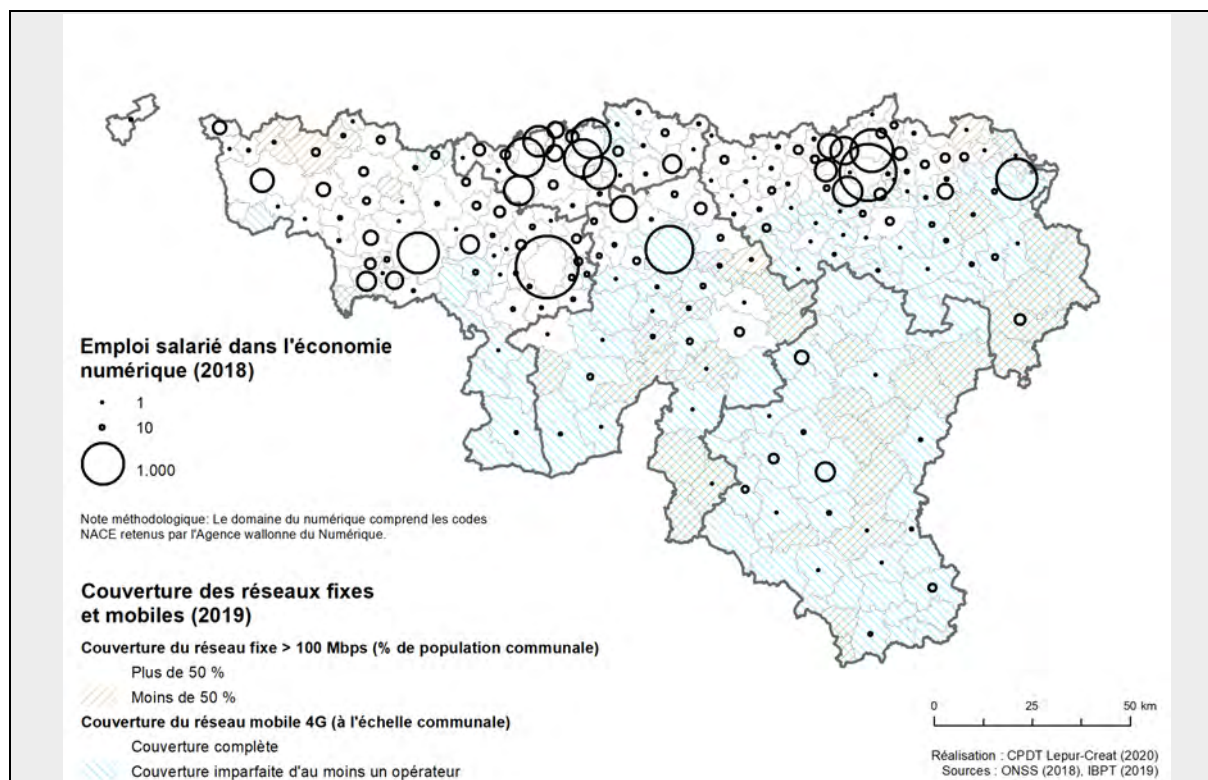 Emploi salarié dans l'économie
numérique (2018)
1
10
1.000
Note méthodologique: Le domaine du numérique comprend les codes
NACE retenus par l'Agence wallonne du Numérique.
Couverture des réseaux fixes
et mobiles (2019)
Couverture du réseau fixe > 100 Mbps (% de population communale)
Plus de 50 %
Moins de 50 %
Couverture du réseau mobile 4G (à l'échelle communale)
Couverture complète
Couverture imparfaite d'au moins un opérateur
0 25 50 km
Réalisation : CPDT Lepur-Creat (2020)
Sources : ONSS (2018), IBPT (2019)